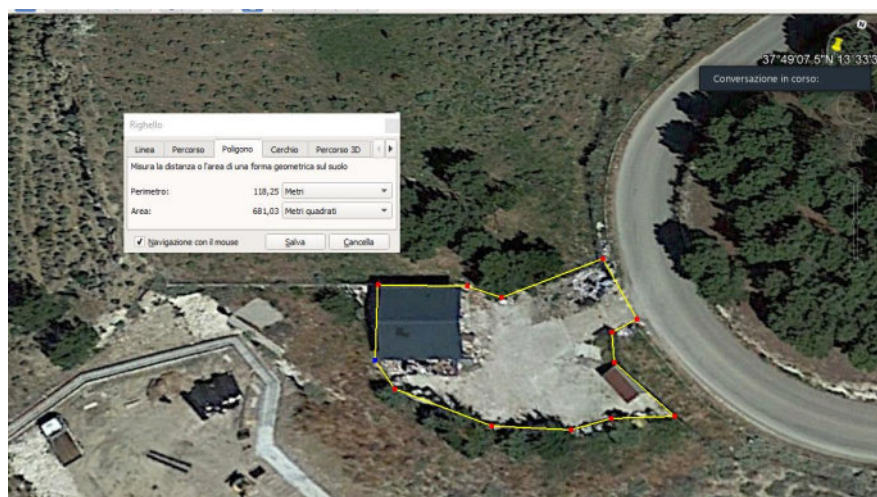 N
37°49'07.5"N 13°33'3
Conversazione in corso:
Righello
Linea Percorso Poligono Cerchio Percorso 3D
Misura la distanza o l'area di una forma geometrica sul suolo
Perimetro: 118,25 Metri
Area: 681,03 Metri quadrati
Navigazione con il mouse Salva Cancella